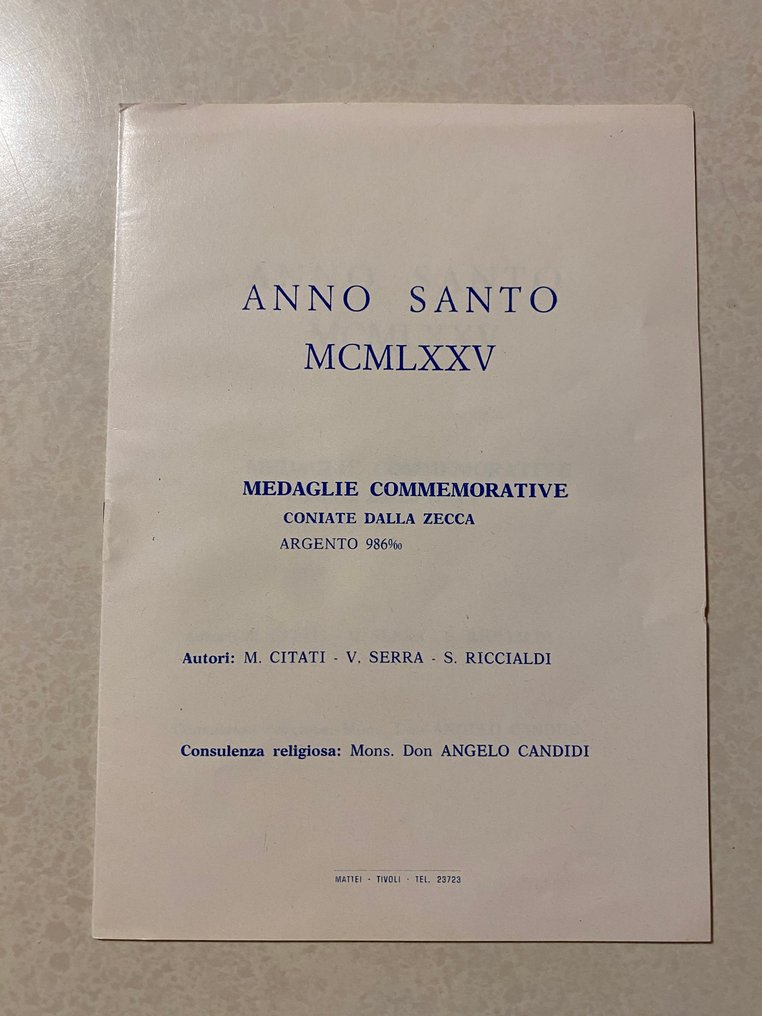 ANNO SANTO
MCMLXXV
MEDAGLIE COMMEMORATIVE
CONIATE DALLA ZECCA
ARGENTO 986‰
Autori: M. CITATI - V. SERRA - S. RICCIALDI
Consulenza religiosa: Mons. Don ANGELO CANDIDI
MATTEI - TIVOLI - TEL. 23723